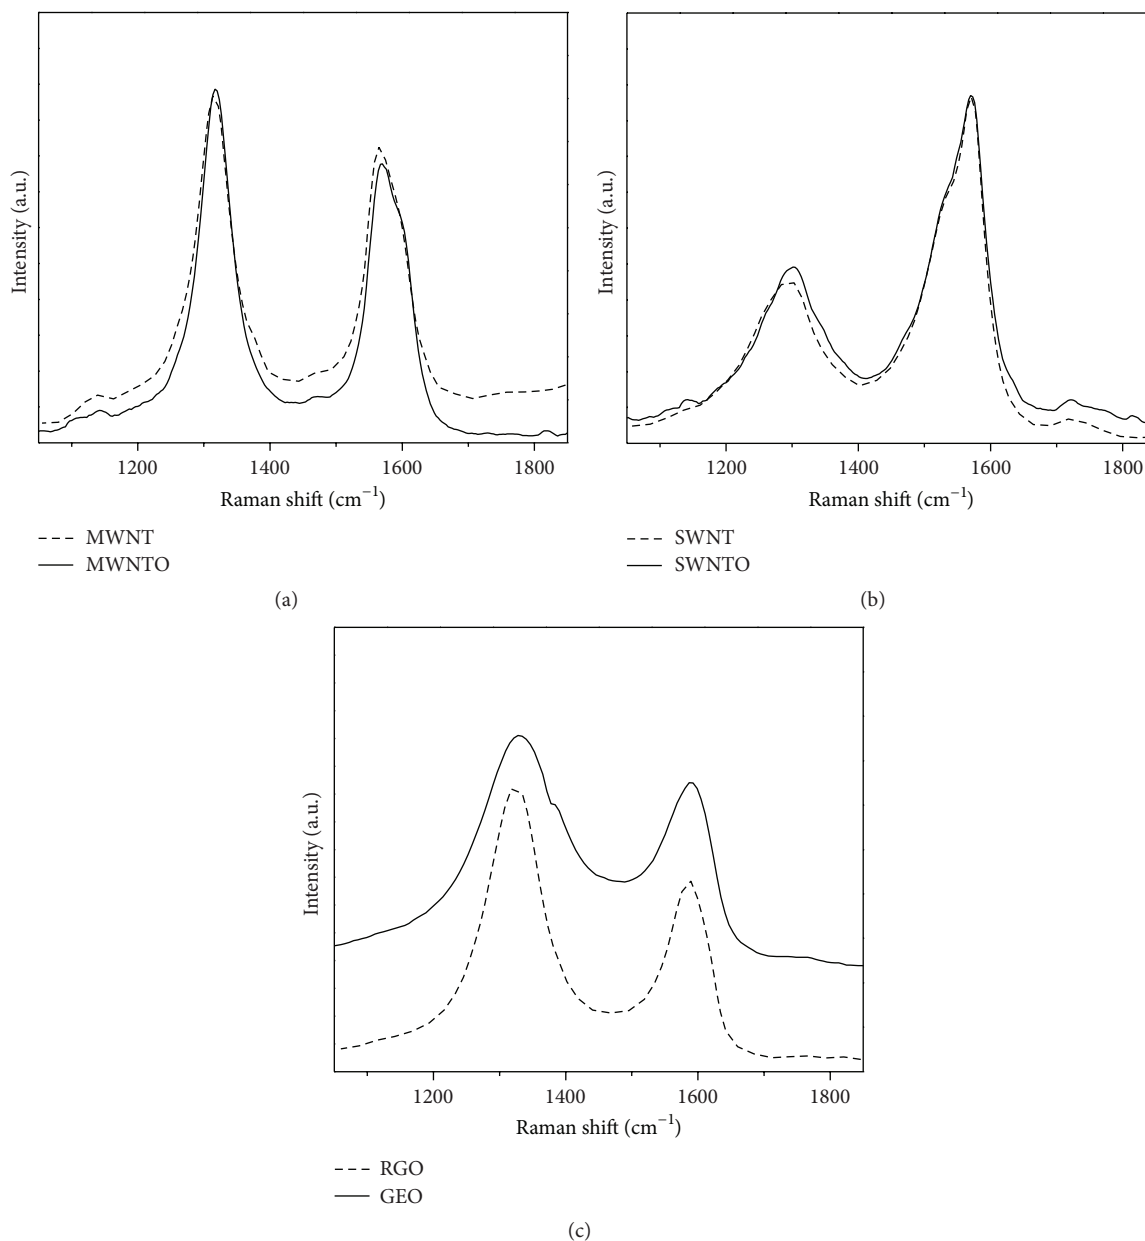 Intensity (a.u.)
1200 1400 1600 1800
Raman shift (cm⁻¹)
MWNT
MWNTO
(a)
Intensity (a.u.)
1200 1400 1600 1800
Raman shift (cm⁻¹)
SWNT
SWNTO
(b)
Intensity (a.u.)
1200 1400 1600 1800
Raman shift (cm⁻¹)
RGO
GEO
(c)